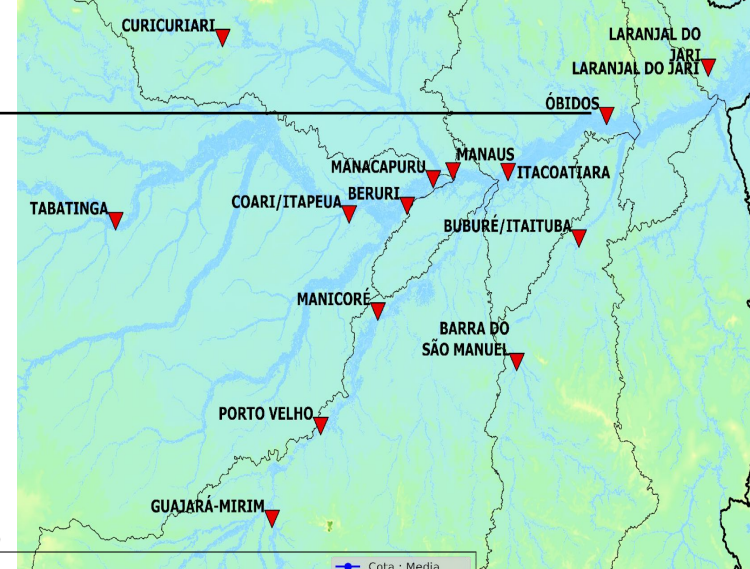 CURICURIARI
LARANJAL DO
JARI
LARANJAL DO JARI
ÓBIDOS
MANAUS
MANACAPURU
ITACOATIARA
BERURI
COARI/ITAPEUA
TABATINGA
BUBURÉ/ITAITUBA
MANICORÉ
BARRA DO
SÃO MANUEL
PORTO VELHO
GUAJARÁ-MIRIM
Cota : Media